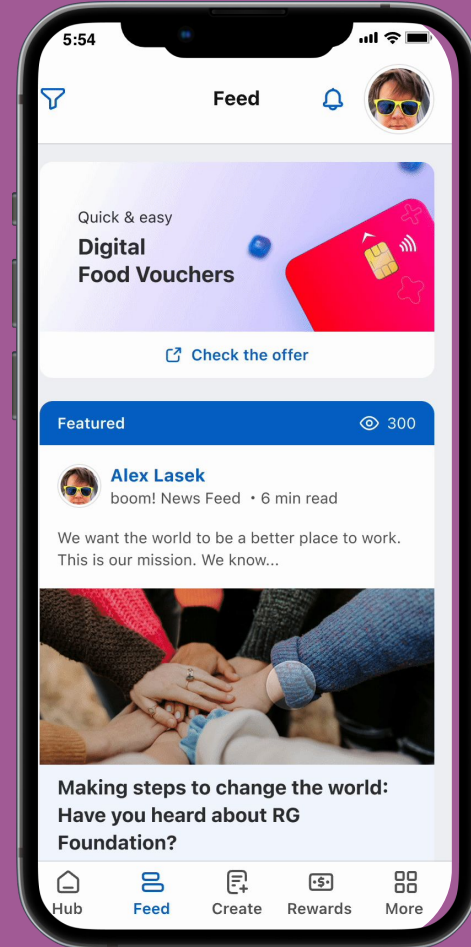 5:54
Feed
Quick & easy
Digital
Food Vouchers
Check the offer
Featured
300
Alex Lasek
boom! News Feed • 6 min read
We want the world to be a better place to work.
This is our mission. We know...
Making steps to change the world:
Have you heard about RG
Foundation?
Hub
Feed
Create
Rewards
More